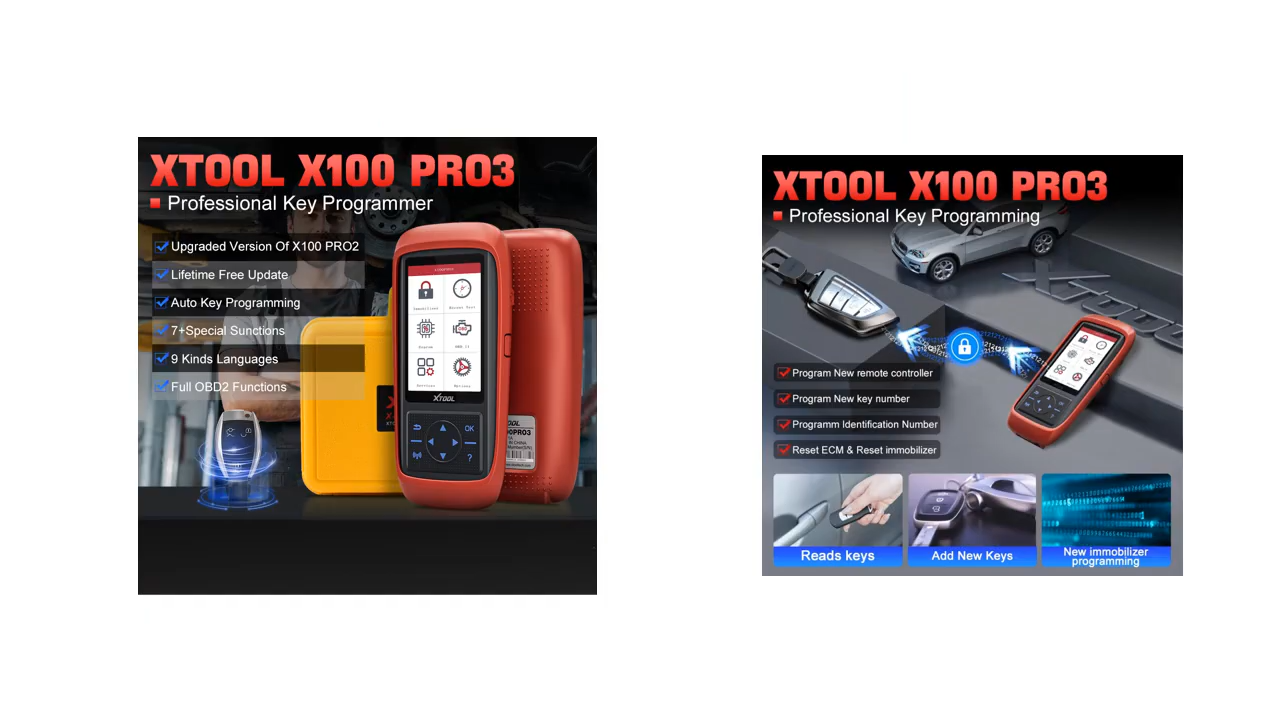 XTOOL X100 PRO3
Professional Key Programmer
Upgraded Version Of X100 PRO2
Lifetime Free Update
Auto Key Programming
7+Special Sunctions
9 Kinds Languages
Full OBD2 Functions
XTOOL
OK
?
XTOOL X100 PRO3
Professional Key Programming
Program New remote controller
Program New key number
Programm Identification Number
Reset ECM & Reset immobilizer
Reads keys
Add New Keys
New immobilizer
programming